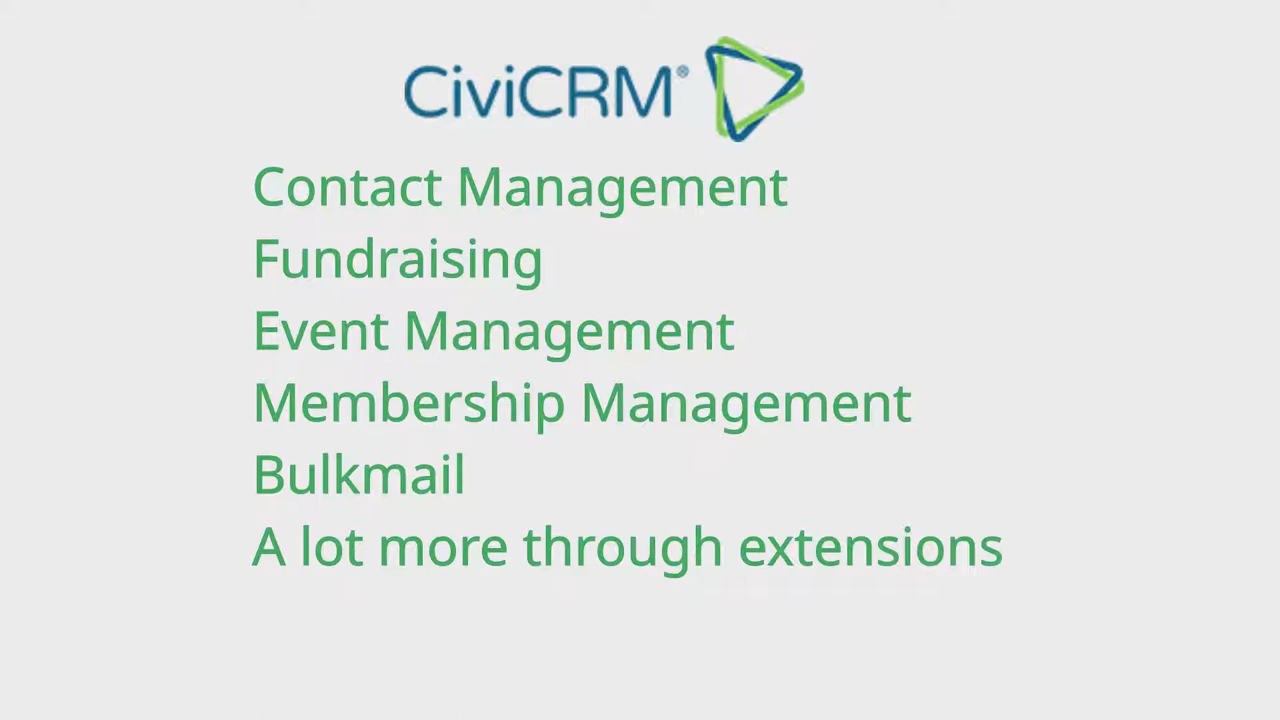 CiviCRM®
Contact Management
Fundraising
Event Management
Membership Management
Bulkmail
A lot more through extensions